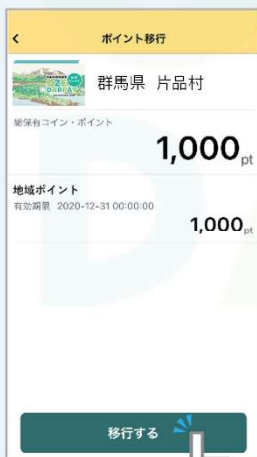 ポイント移行
OZE
DAPPAY
群馬県 片品村
総保有コイン・ポイント
1,000pt
地域ポイント
有効期限 2020-12-31 00:00:00
1,000pt
移行する